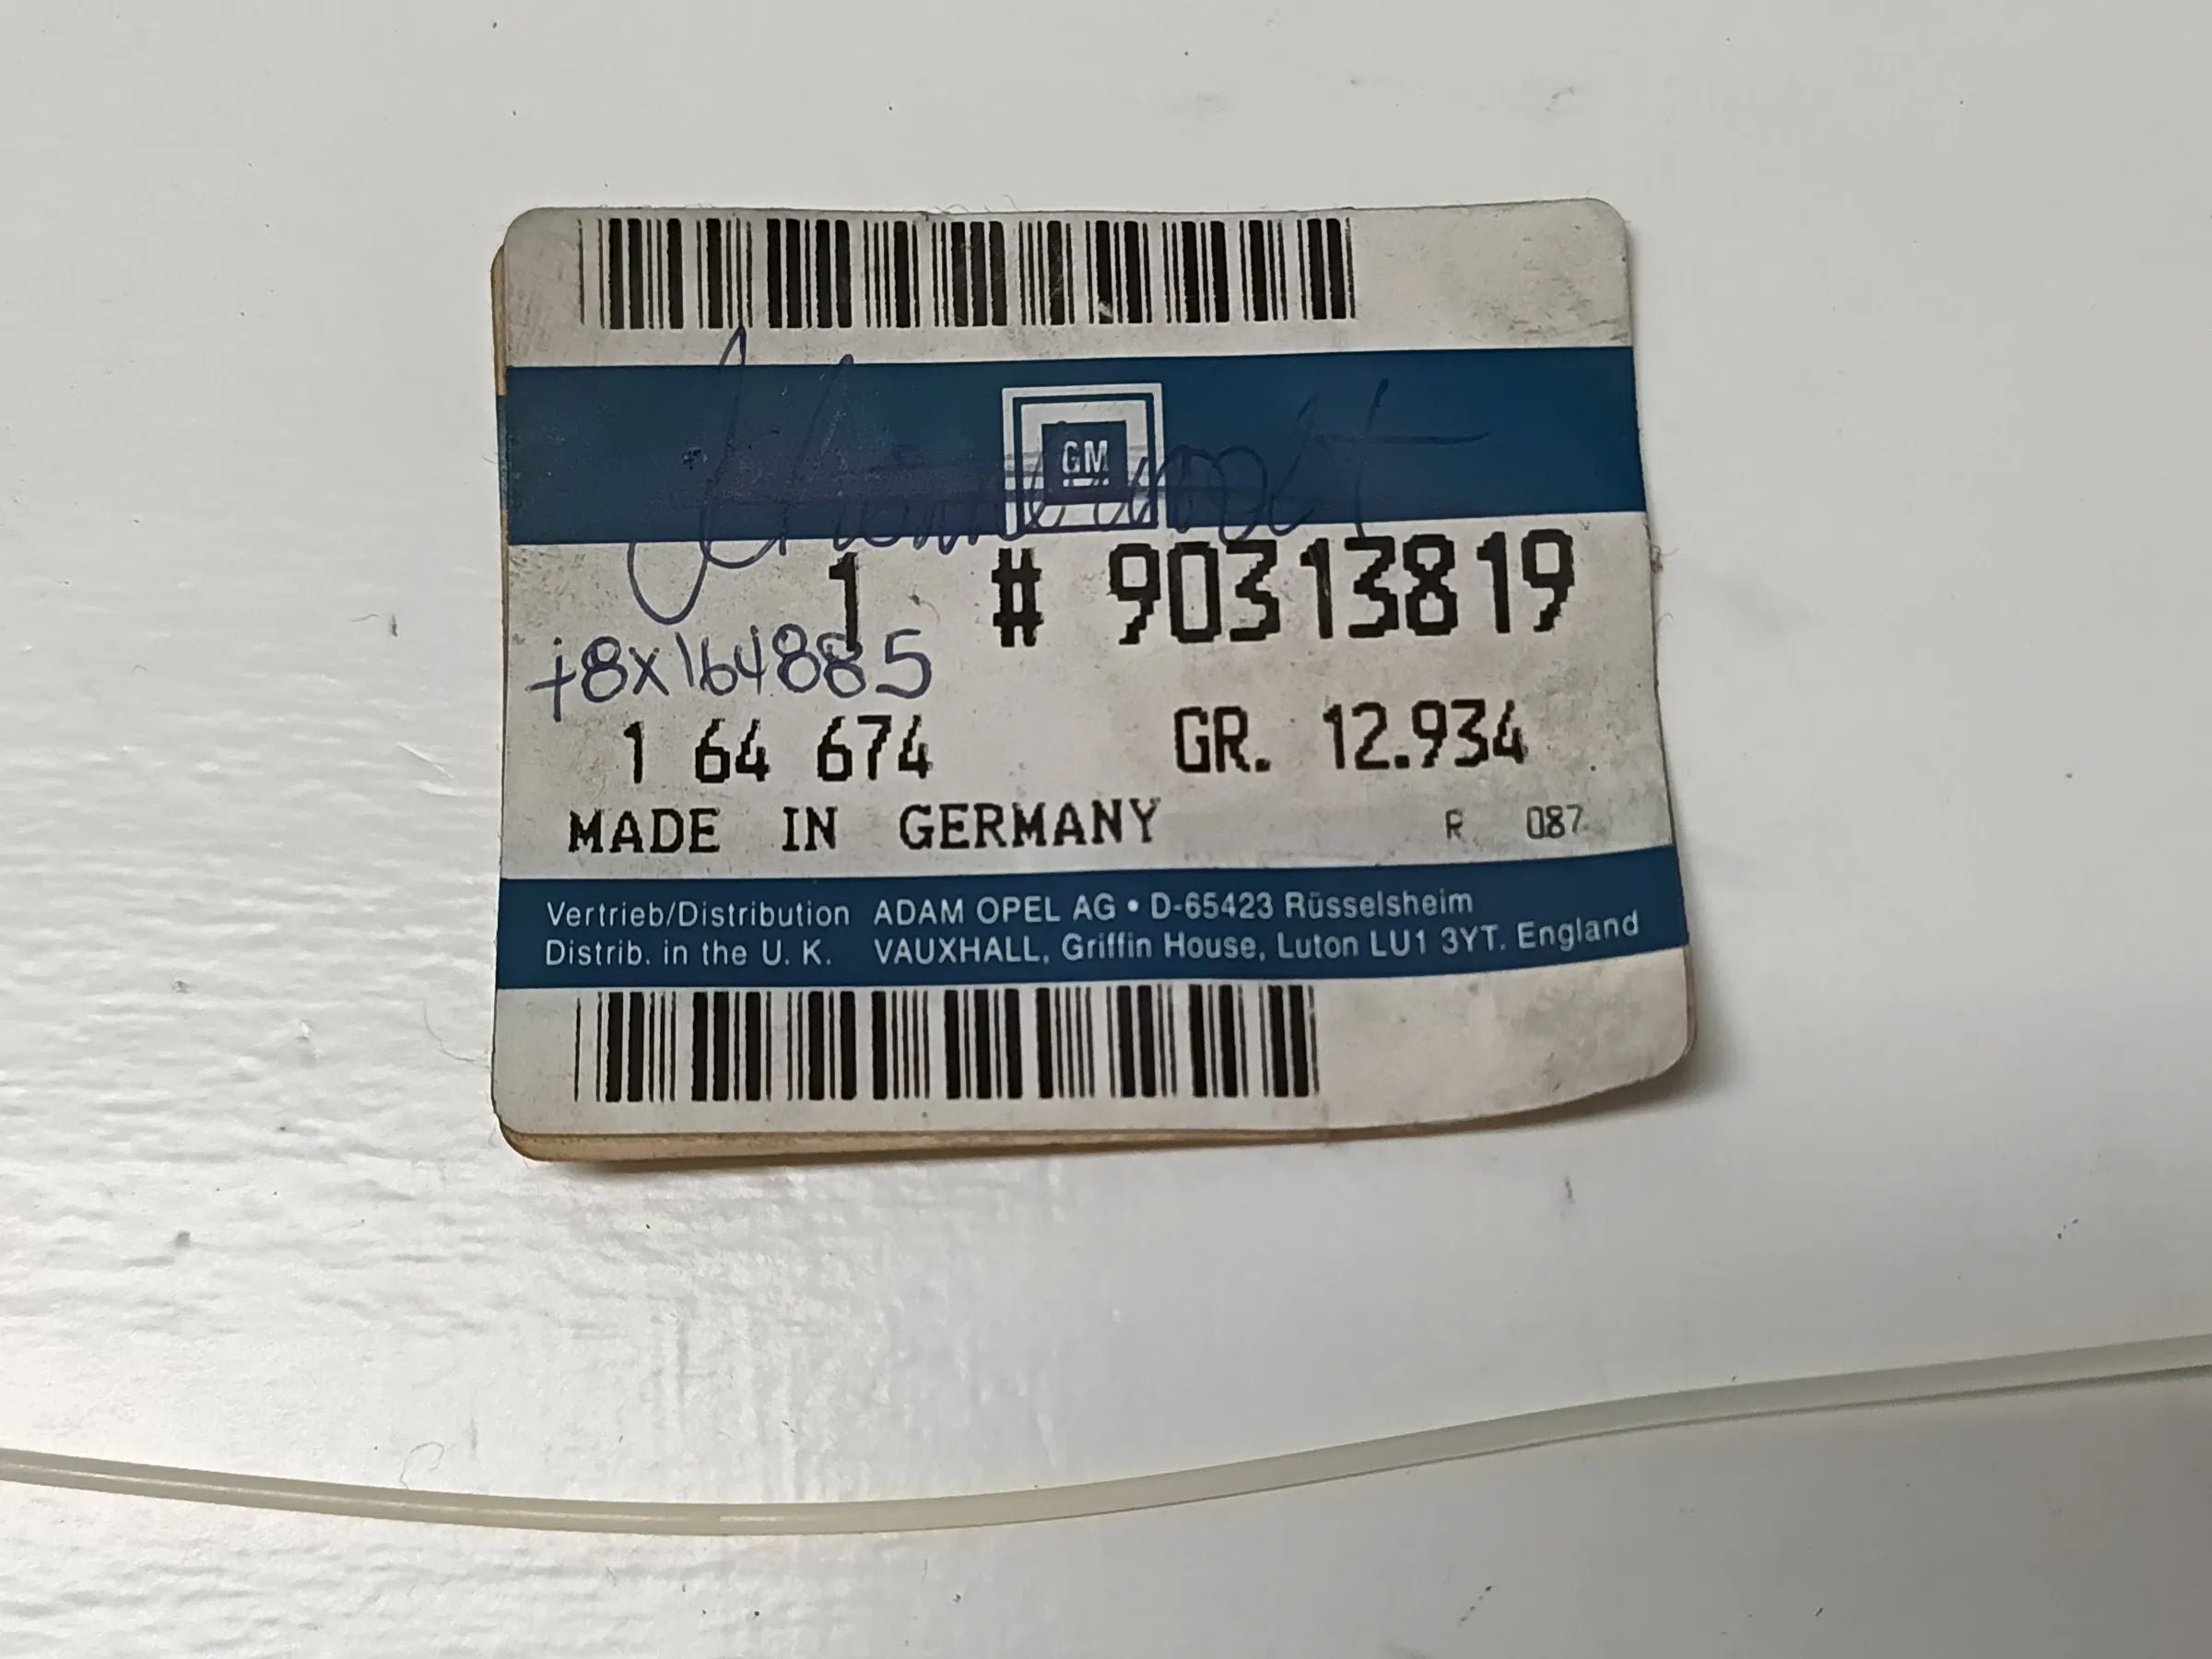 GM
1 # 90313819
+8x164885
1 64 674 GR. 12.934
MADE IN GERMANY R 087
Vertrieb/Distribution ADAM OPEL AG • D-65423 Rüsselsheim
Distrib. in the U. K. VAUXHALL, Griffin House, Luton LU1 3YT. England